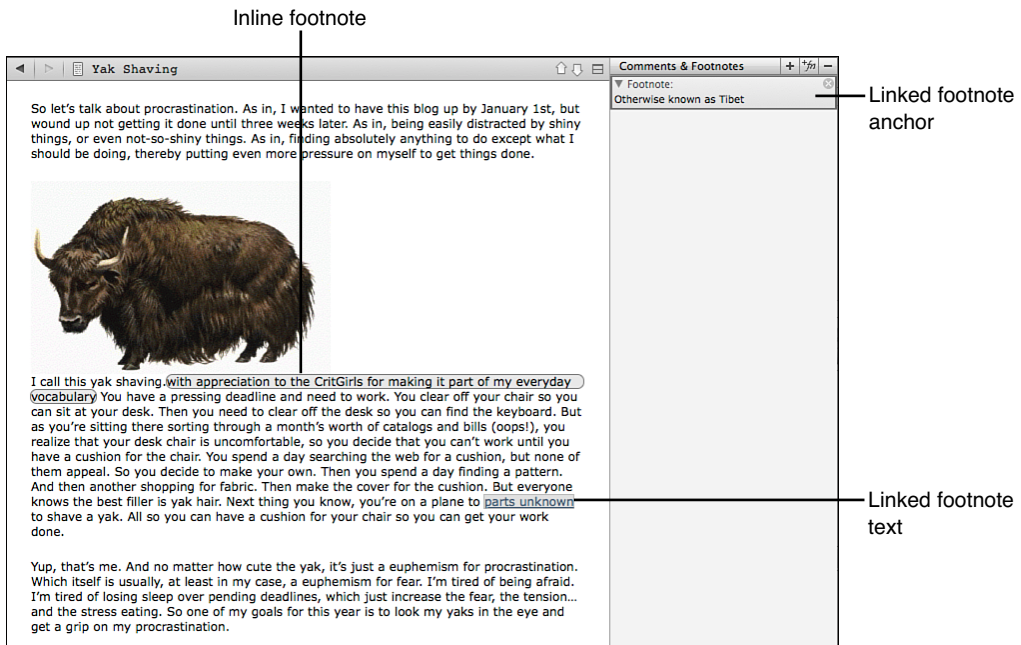 Inline footnote
Yak Shaving
Comments & Footnotes + +fn −
Footnote:
Otherwise known as Tibet
Linked footnote
anchor
So let’s talk about procrastination. As in, I wanted to have this blog up by January 1st, but
wound up not getting it done until three weeks later. As in, being easily distracted by shiny
things, or even not-so-shiny things. As in, finding absolutely anything to do except what I
should be doing, thereby putting even more pressure on myself to get things done.
I call this yak shaving.with appreciation to the CritGirls for making it part of my everyday
vocabulary You have a pressing deadline and need to work. You clear off your chair so you
can sit at your desk. Then you need to clear off the desk so you can find the keyboard. But
as you’re sitting there sorting through a month’s worth of catalogs and bills (oops!), you
realize that your desk chair is uncomfortable, so you decide that you can’t work until you
have a cushion for the chair. You spend a day searching the web for a cushion, but none of
them appeal. So you decide to make your own. Then you spend a day finding a pattern.
And then another shopping for fabric. Then make the cover for the cushion. But everyone
knows the best filler is yak hair. Next thing you know, you’re on a plane to parts unknown
to shave a yak. All so you can have a cushion for your chair so you can get your work
done.
Linked footnote
text
Yup, that’s me. And no matter how cute the yak, it’s just a euphemism for procrastination.
Which itself is usually, at least in my case, a euphemism for fear. I’m tired of being afraid.
I’m tired of losing sleep over pending deadlines, which just increase the fear, the tension…
and the stress eating. So one of my goals for this year is to look my yaks in the eye and
get a grip on my procrastination.